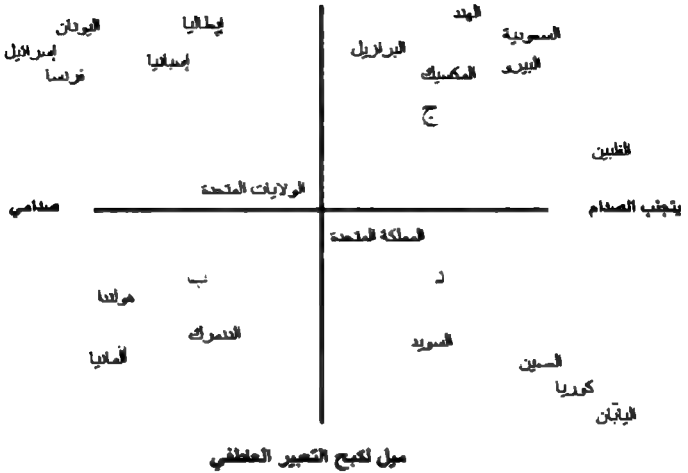 الهند
إيطاليا
اليونان
السعودية
إسرائيل
البرازيل
إسبانيا
البيرو
فرنسا
المكسيك
ج
الفلبين
الولايات المتحدة
يتجنب الصدام
صدامي
المملكة المتحدة
ب
د
هولندا
الدنمرك
السويد
ألمانيا
الصين
كوريا
اليابان
ميل لكبح التعبير العاطفي